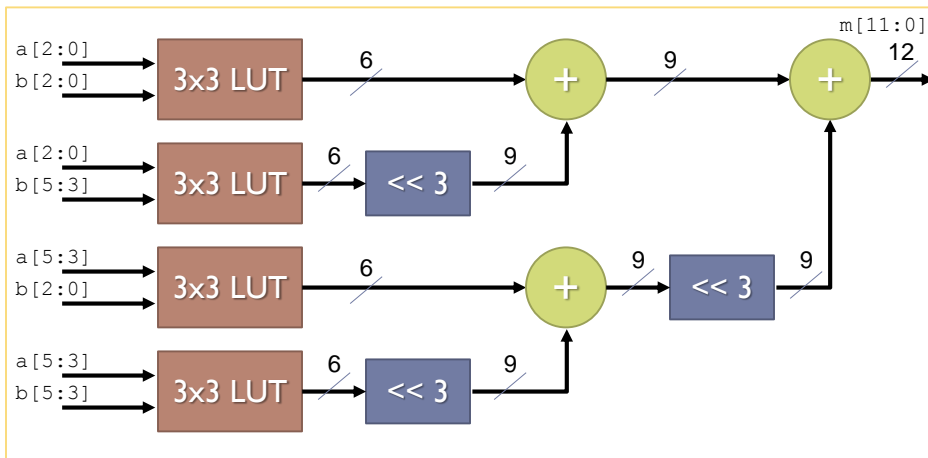 m[11:0]
a[2:0]
b[2:0]
3x3 LUT
6
+
9
+
12
a[2:0]
b[5:3]
3x3 LUT
6
<< 3
9
a[5:3]
b[2:0]
3x3 LUT
6
+
9
<< 3
9
a[5:3]
b[5:3]
3x3 LUT
6
<< 3
9